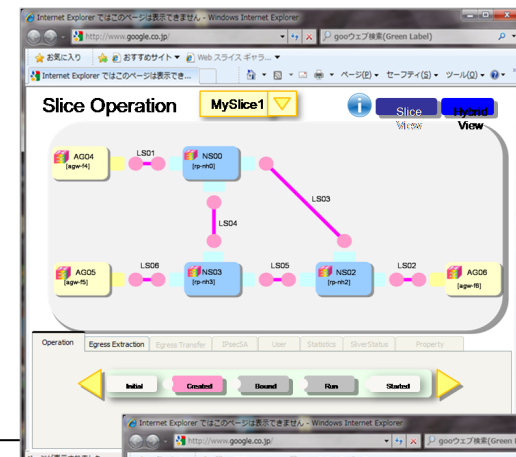 Internet Explorer ではこのページは表示できません - Windows Internet Explorer
http://www.google.co.jp/
gooウェブ検索(Green Label)
お気に入り おすすめサイト Web スライス ギャラ...
Internet Explorer ではこのページは表示でき...
ページ(P) セーフティ(S) ツール(O)
Slice Operation
MySlice1
Slice View
Hybrid View
AG04
[agw-f4]
LS01
NS00
[rp-nh0]
LS03
LS04
AG05
[agw-f5]
LS06
NS03
[rp-nh3]
LS05
NS02
[rp-nh2]
LS02
AG06
[agw-f6]
Operation Egress Extraction Egress Transfer IPsecSA User Statistics SliverStatus Property
Initial Created Bound Run Started
Internet Explorer ではこのページは表示できません - Windows Internet Explorer
http://www.google.co.jp/
gooウェブ検索(Green